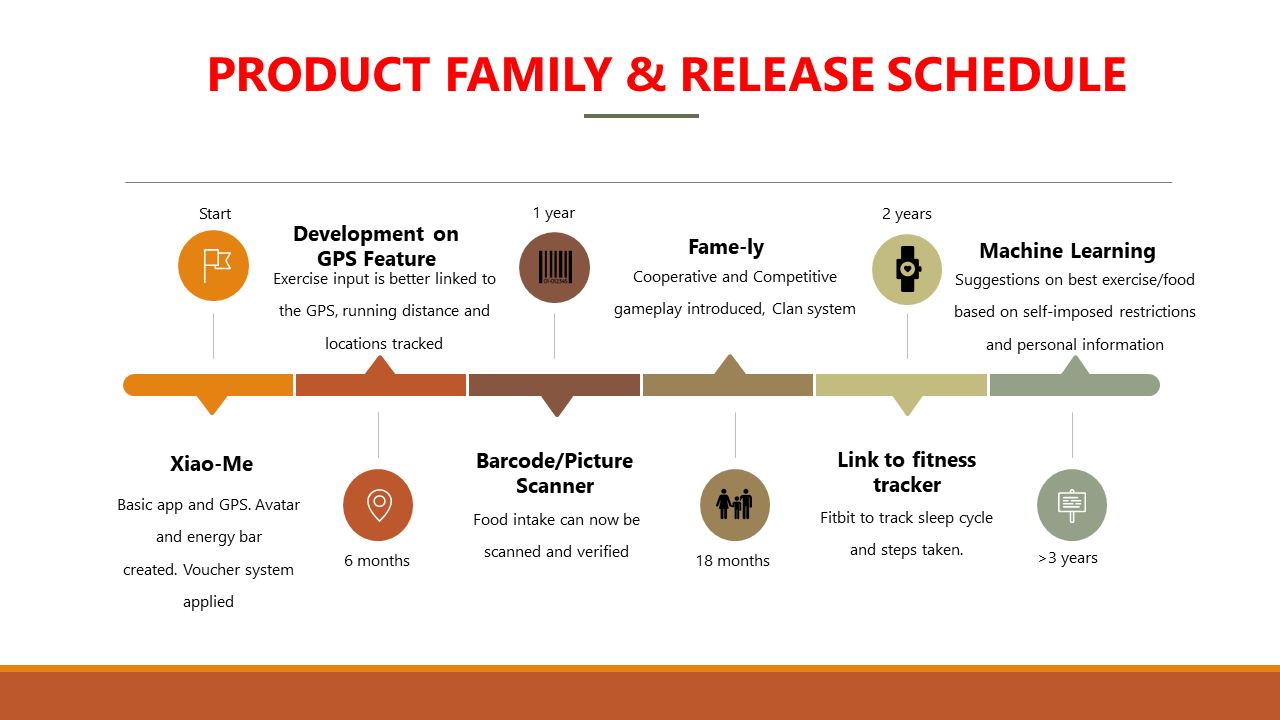 PRODUCT FAMILY & RELEASE SCHEDULE
Start
Xiao-Me
Basic app and GPS. Avatar
and energy bar
created. Voucher system
applied
Development on
GPS Feature
Exercise input is better linked to
the GPS, running distance and
locations tracked
6 months
1 year
Barcode/Picture
Scanner
Food intake can now be
scanned and verified
Fame-ly
Cooperative and Competitive
gameplay introduced, Clan system
18 months
2 years
Link to fitness
tracker
Fitbit to track sleep cycle
and steps taken.
Machine Learning
Suggestions on best exercise/food
based on self-imposed restrictions
and personal information
>3 years